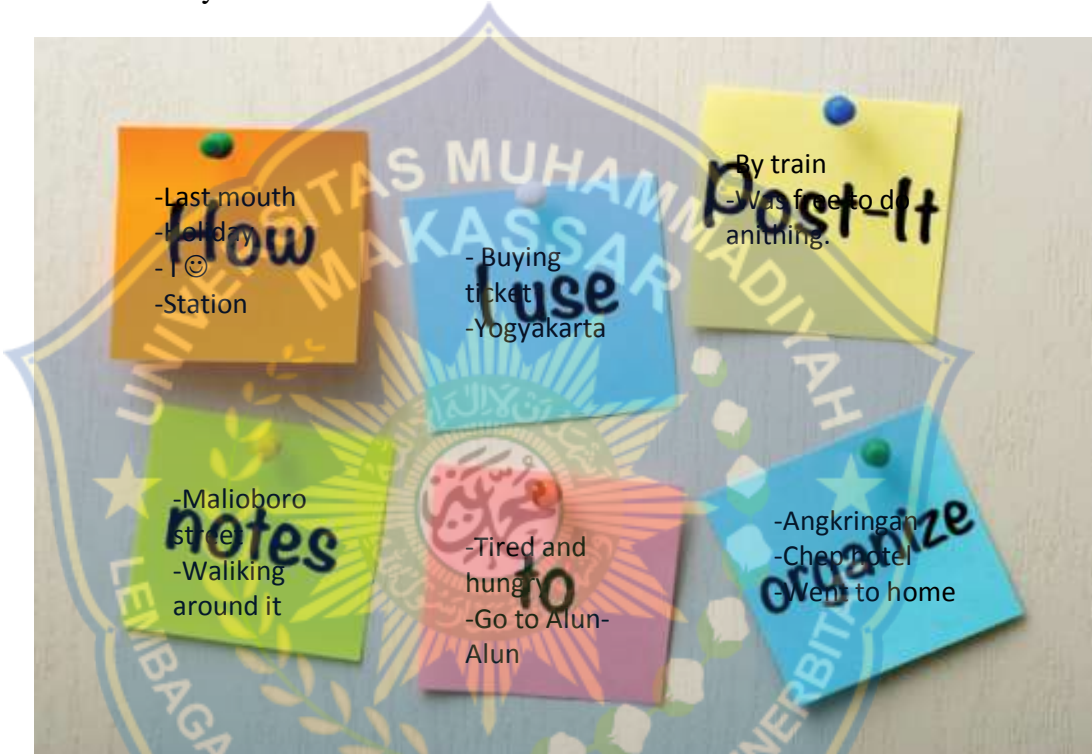 How
-Last mouth
-Holiday
- I ☺
-Station
I use
- Buying
ticket
-Yogyakarta
Post-It
-By train
-Was free to do
anithing.
notes
-Malioboro
street
-Waliking
around it
to
-Tired and
hungry
-Go to Alun-
Alun
organize
-Angkringan
-Chep hotel
-Went to home
UNIVERSITAS MUHAMMADIYAH
MAKASSAR
LEMBAGA